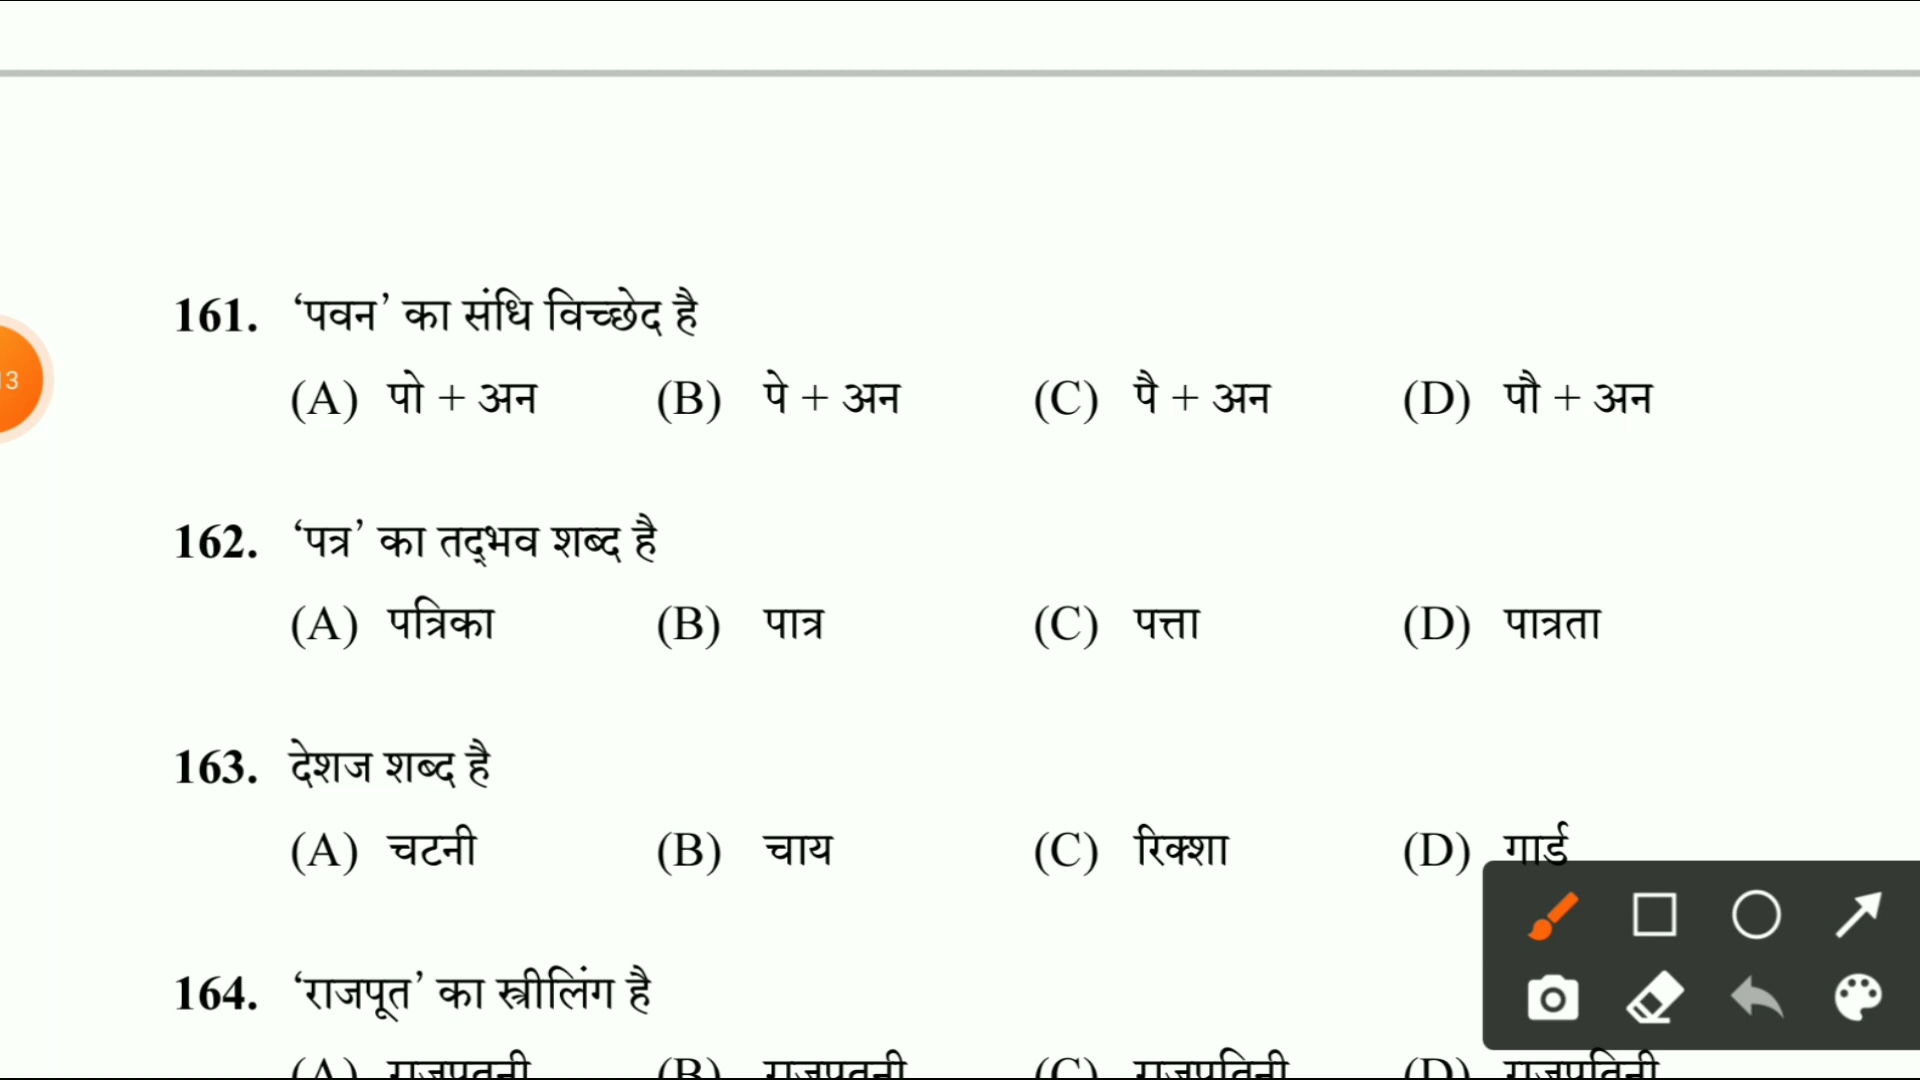 161. ‘पवन’ का संधि विच्छेद है
(A) पो + अन (B) पे + अन (C) पै + अन (D) पौ + अन
162. ‘पत्र’ का तद्‌भव शब्द है
(A) पत्रिका (B) पात्र (C) पत्ता (D) पात्रता
13
163. देशज शब्द है
(A) चटनी (B) चाय (C) रिक्शा (D) गार्ड
164. ‘राजपूत’ का स्त्रीलिंग है
(A) (B) (C) (D)